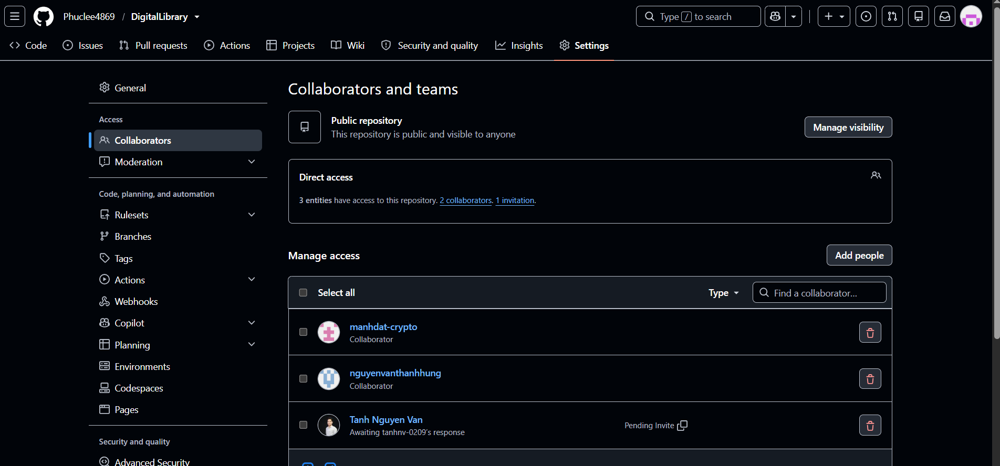 Phuclee4869 / DigitalLibrary
Type / to search
Code
Issues
Pull requests
Actions
Projects
Wiki
Security and quality
Insights
Settings
General
Access
Collaborators
Moderation
Code, planning, and automation
Rulesets
Branches
Tags
Actions
Webhooks
Copilot
Planning
Environments
Codespaces
Pages
Security and quality
Advanced Security
Collaborators and teams
Public repository
This repository is public and visible to anyone
Manage visibility
Direct access
3 entities have access to this repository. 2 collaborators. 1 invitation.
Manage access
Add people
Select all
Type
Find a collaborator...
manhdat-crypto
Collaborator
nguyenvanthanhhung
Collaborator
Tanh Nguyen Van
Awaiting tanhnv-0209's response
Pending Invite